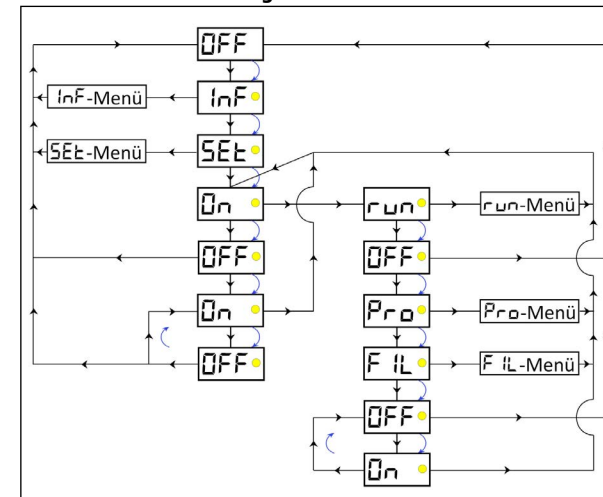 OFF
InF-Menü InF
SEt-Menü SEt
On run run-Menü
OFF OFF
On Pro Pro-Menü
OFF FIL FIL-Menü
OFF
On